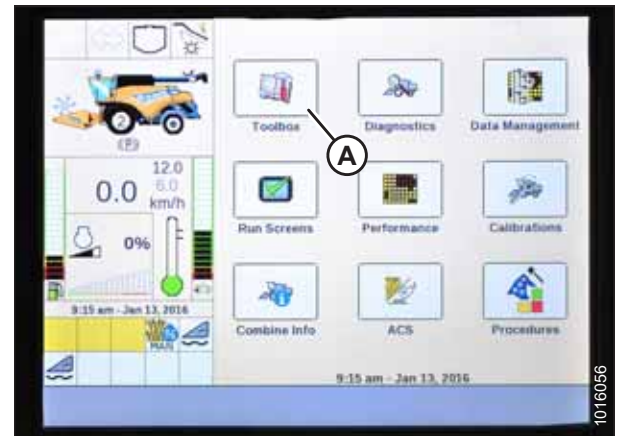 12.0
6.0
0.0 km/h
0%
9:15 am - Jan 13, 2016
MAN
Toolbox
Diagnostics
Data Management
A
Run Screens
Performance
Calibrations
Combine Info
ACS
Procedures
9:15 am - Jan 13, 2016
1016056